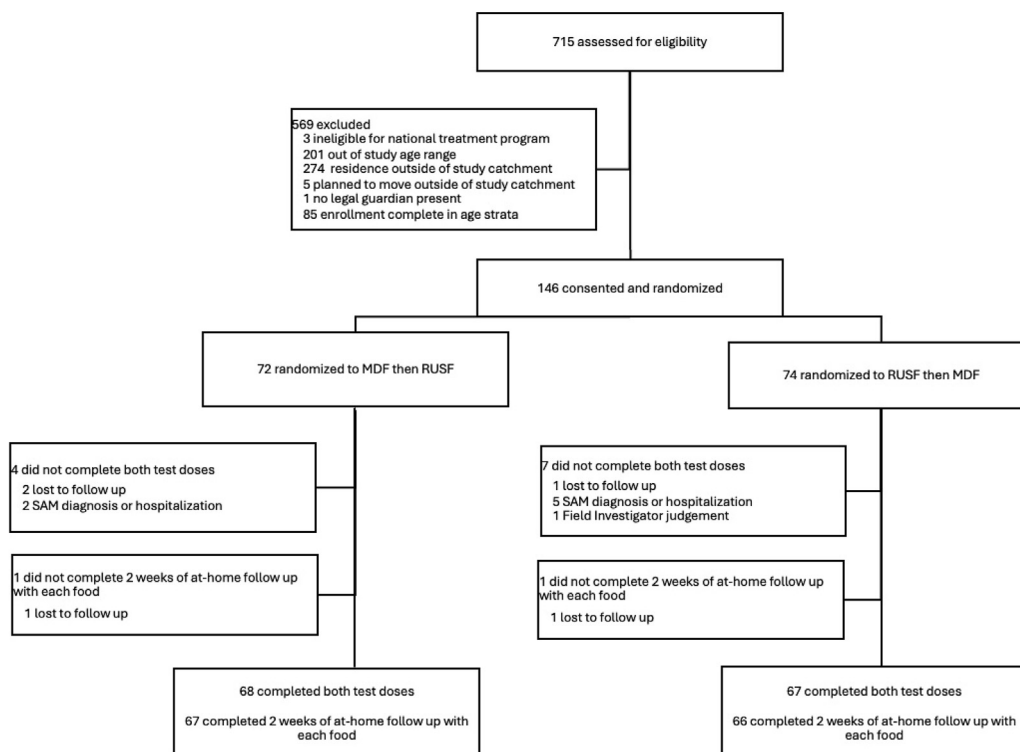 715 assessed for eligibility
569 excluded
3 ineligible for national treatment program
201 out of study age range
274 residence outside of study catchment
5 planned to move outside of study catchment
1 no legal guardian present
85 enrollment complete in age strata
146 consented and randomized
72 randomized to MDF then RUSF
74 randomized to RUSF then MDF
4 did not complete both test doses
2 lost to follow up
2 SAM diagnosis or hospitalization
7 did not complete both test doses
1 lost to follow up
5 SAM diagnosis or hospitalization
1 Field Investigator judgement
1 did not complete 2 weeks of at-home follow up
with each food
1 lost to follow up
1 did not complete 2 weeks of at-home follow up
with each food
1 lost to follow up
68 completed both test doses
67 completed 2 weeks of at-home follow up with
each food
67 completed both test doses
66 completed 2 weeks of at-home follow up with
each food